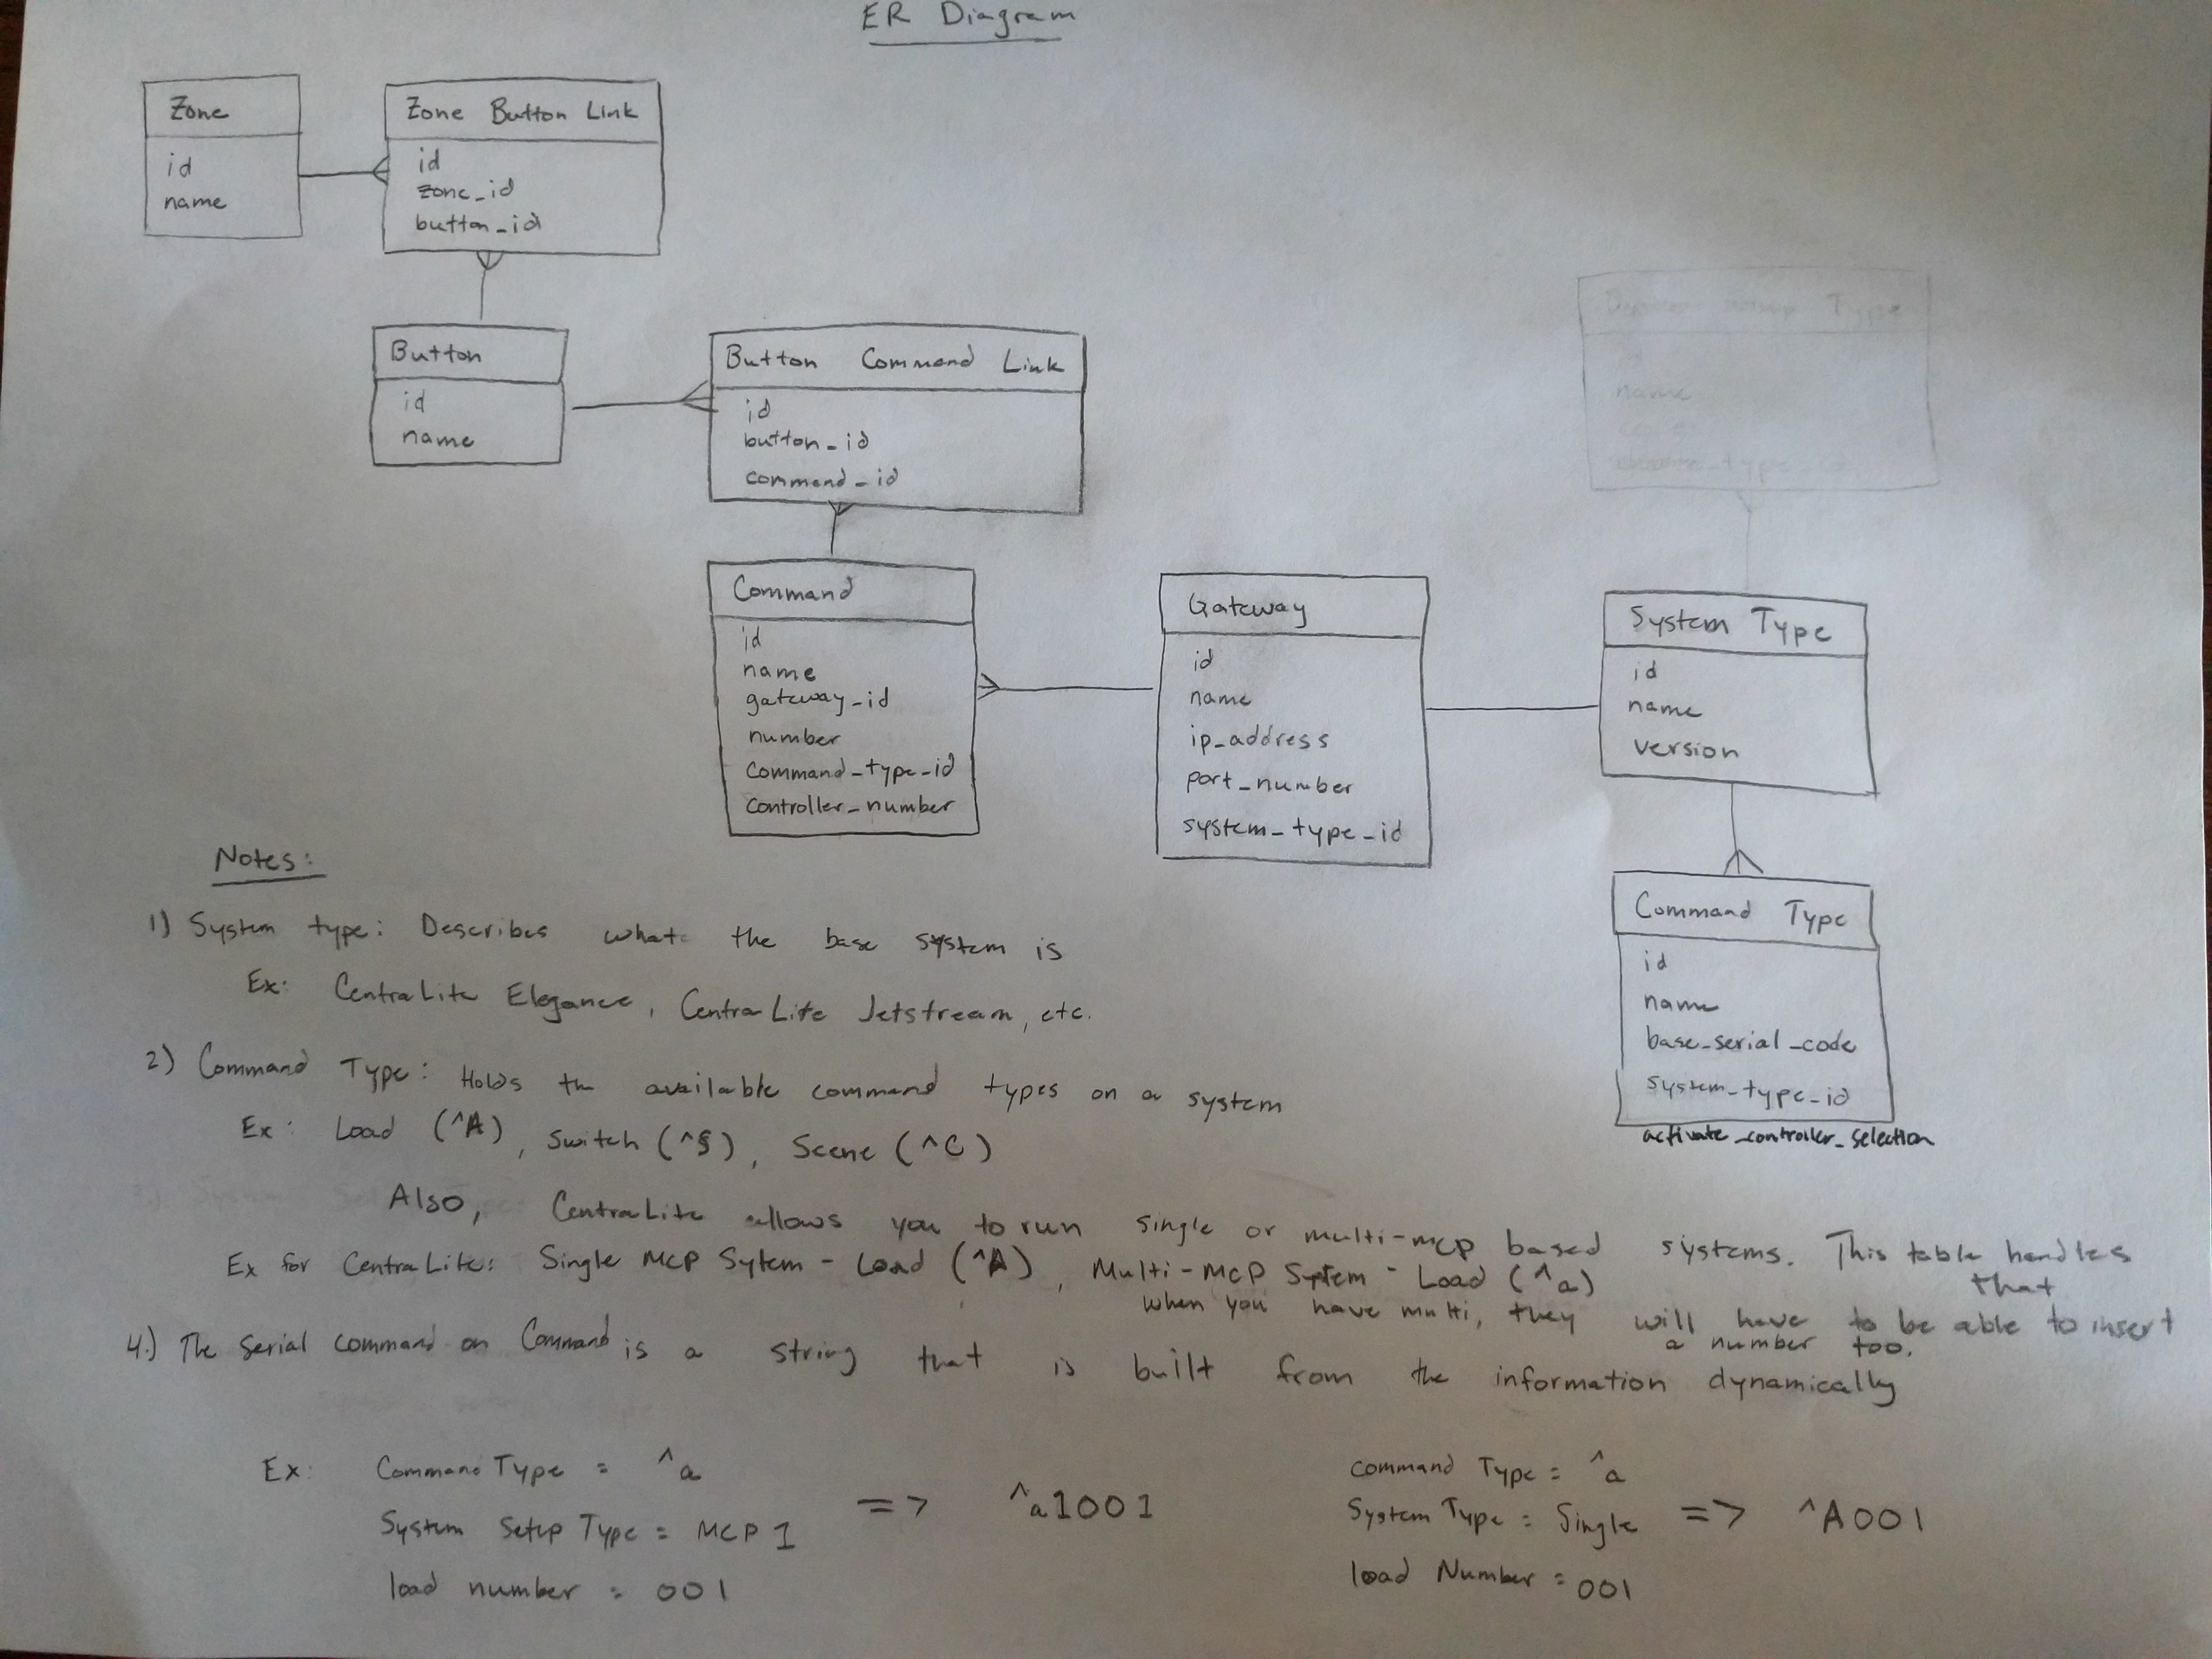 ER Diagram
Zone
id
name
Zone Button Link
id
zone_id
button_id
Button
id
name
Button Command Link
id
button_id
command_id
Type
name
Command
id
name
gateway_id
number
command_type_id
controller_number
Gateway
id
name
ip_address
port_number
system_type_id
System Type
id
name
version
Command Type
id
name
base_serial_code
system_type_id
activate_controller_selection
Notes:
1) System type: Describes what the base system is
Ex: CentraLite Elegance, CentraLite Jetstream, etc.
2) Command Type: Holds the available command types on a system
Ex: Load (^A), Switch (^§), Scene (^C)
Also, CentraLite allows you to run single or multi-mcp based systems. This table handles that
Ex for CentraLite: Single MCP Sytem - Load (^A), Multi-MCP System - Load (^a)
when you have multi, they will have to be able to insert a number too.
4.) The serial command on Command is a string that is built from the information dynamically
Ex: Command Type = ^a
System Setup Type = MCP 1 => ^a1001
load number = 001
Command Type = ^a
System Type = Single => ^A001
load Number = 001